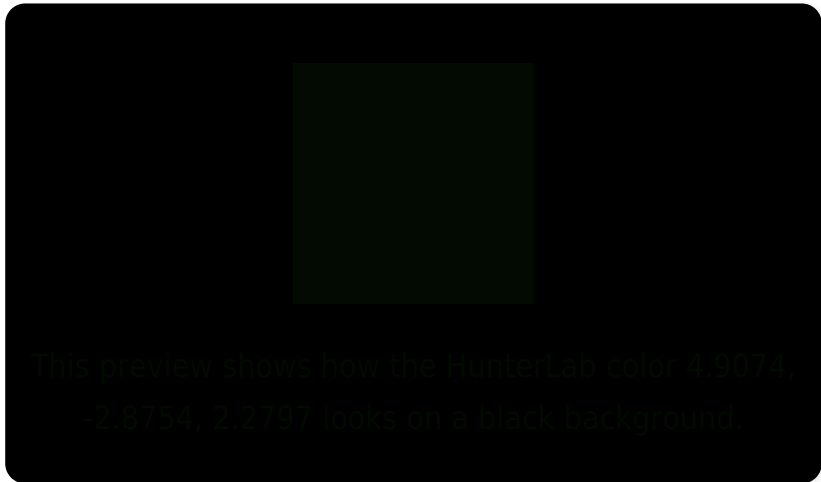 This preview shows how the HunterLab color 4.9074,
-2.8754, 2.2797 looks on a black background.